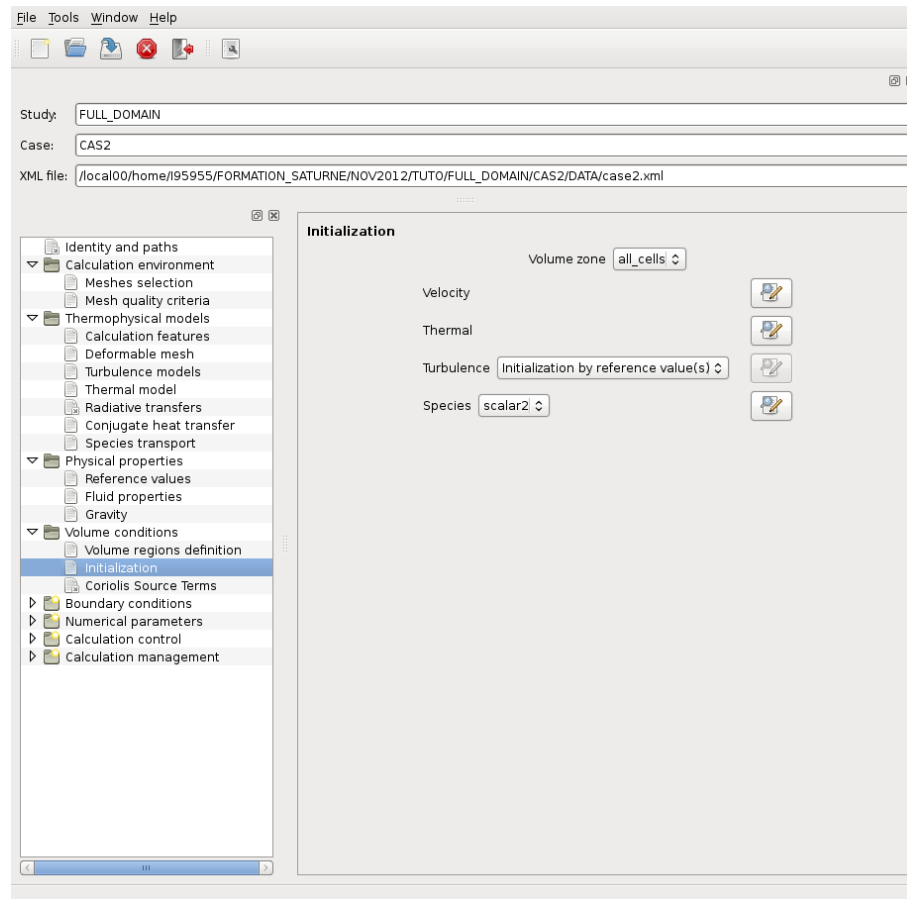 File Tools Window Help
Study: FULL_DOMAIN
Case: CAS2
XML file: /local00/home/I95955/FORMATION_SATURNE/NOV2012/TUTO/FULL_DOMAIN/CAS2/DATA/case2.xml
Identity and paths
Calculation environment
Meshes selection
Mesh quality criteria
Thermophysical models
Calculation features
Deformable mesh
Turbulence models
Thermal model
Radiative transfers
Conjugate heat transfer
Species transport
Physical properties
Reference values
Fluid properties
Gravity
Volume conditions
Volume regions definition
Initialization
Coriolis Source Terms
Boundary conditions
Numerical parameters
Calculation control
Calculation management
Initialization
Volume zone all_cells
Velocity
Thermal
Turbulence Initialization by reference value(s)
Species scalar2